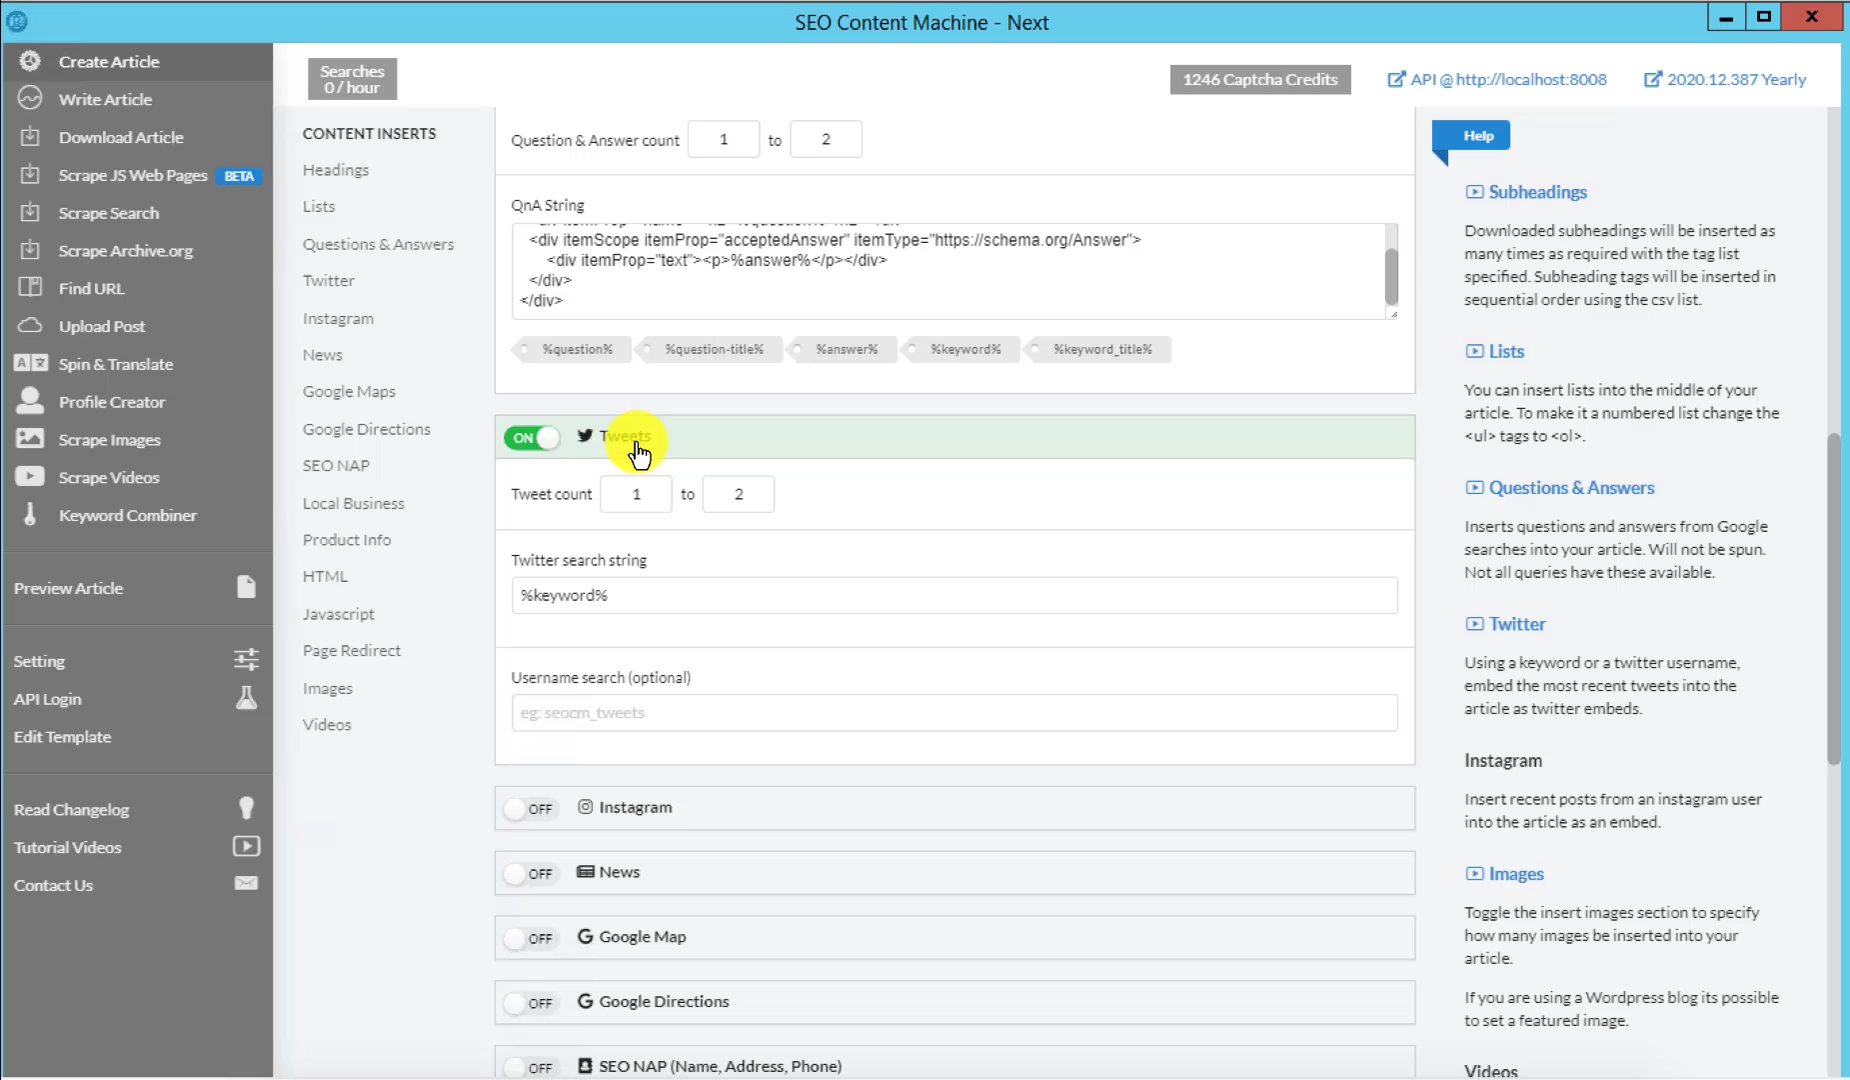 SEO Content Machine - Next
Create Article
Write Article
Download Article
Scrape JS Web Pages BETA
Scrape Search
Scrape Archive.org
Find URL
Upload Post
Spin & Translate
Profile Creator
Scrape Images
Scrape Videos
Keyword Combiner
Preview Article
Setting
API Login
Edit Template
Read Changelog
Tutorial Videos
Contact Us
Searches
0 / hour
1246 Captcha Credits
API @ http://localhost:8008
2020.12.387 Yearly
CONTENT INSERTS
Headings
Lists
Questions & Answers
Twitter
Instagram
News
Google Maps
Google Directions
SEO NAP
Local Business
Product Info
HTML
Javascript
Page Redirect
Images
Videos
Question & Answer count 1 to 2
QnA String
<div itemScope itemProp="acceptedAnswer" itemType="https://schema.org/Answer">
<div itemProp="text"><p>%answer%</p></div>
</div>
</div>
%question% %question-title% %answer% %keyword% %keyword_title%
ON Tweets
Tweet count 1 to 2
Twitter search string
%keyword%
Username search (optional)
eg: seocm_tweets
OFF Instagram
OFF News
OFF Google Map
OFF Google Directions
OFF SEO NAP (Name, Address, Phone)
Help
Subheadings
Downloaded subheadings will be inserted as
many times as required with the tag list
specified. Subheading tags will be inserted in
sequential order using the csv list.
Lists
You can insert lists into the middle of your
article. To make it a numbered list change the
<ul> tags to <ol>.
Questions & Answers
Inserts questions and answers from Google
searches into your article. Will not be spun.
Not all queries have these available.
Twitter
Using a keyword or a twitter username,
embed the most recent tweets into the
article as twitter embeds.
Instagram
Insert recent posts from an instagram user
into the article as an embed.
Images
Toggle the insert images section to specify
how many images be inserted into your
article.
If you are using a Wordpress blog its possible
to set a featured image.
Videos